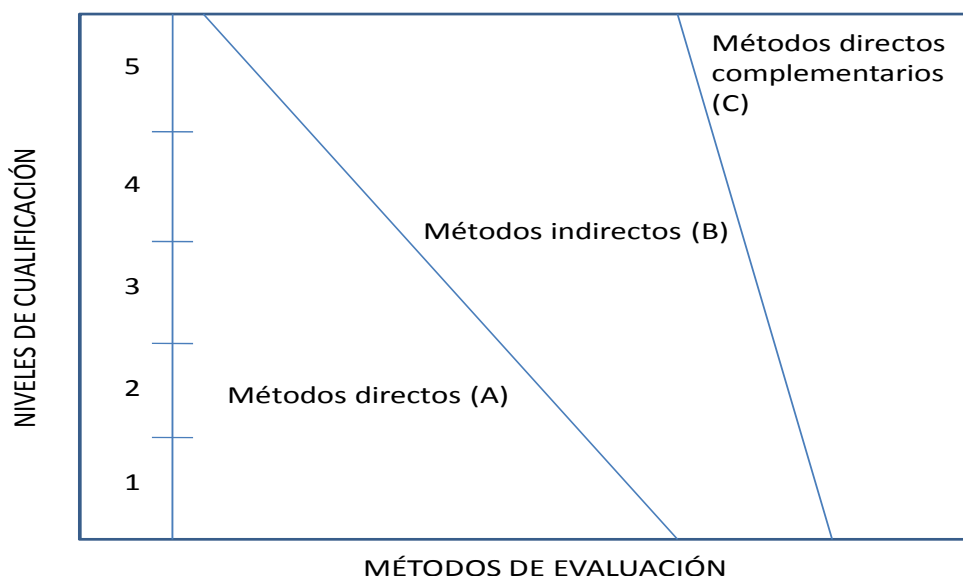 Métodos directos
complementarios
(C)
5
4
Métodos indirectos (B)
3
2
Métodos directos (A)
1
NIVELES DE CUALIFICACIÓN
MÉTODOS DE EVALUACIÓN